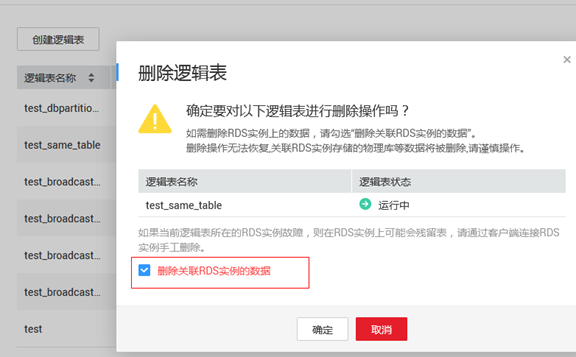 创建逻辑表
逻辑表名称
test_dbpartitio...
test_same_table
test_broadcast...
test_broadcast...
test_broadcast...
test_broadcast...
test
删除逻辑表
确定要对以下逻辑表进行删除操作吗？
如需删除RDS实例上的数据，请勾选“删除关联RDS实例的数据”。
删除操作无法恢复,关联RDS实例存储的物理库等数据将被删除,请谨慎操作。
逻辑表名称 逻辑表状态
test_same_table 运行中
如果当前逻辑表所在的RDS实例故障，则在RDS实例上可能会残留表，请通过客户端连接RDS
实例手工删除。
删除关联RDS实例的数据
确定 取消